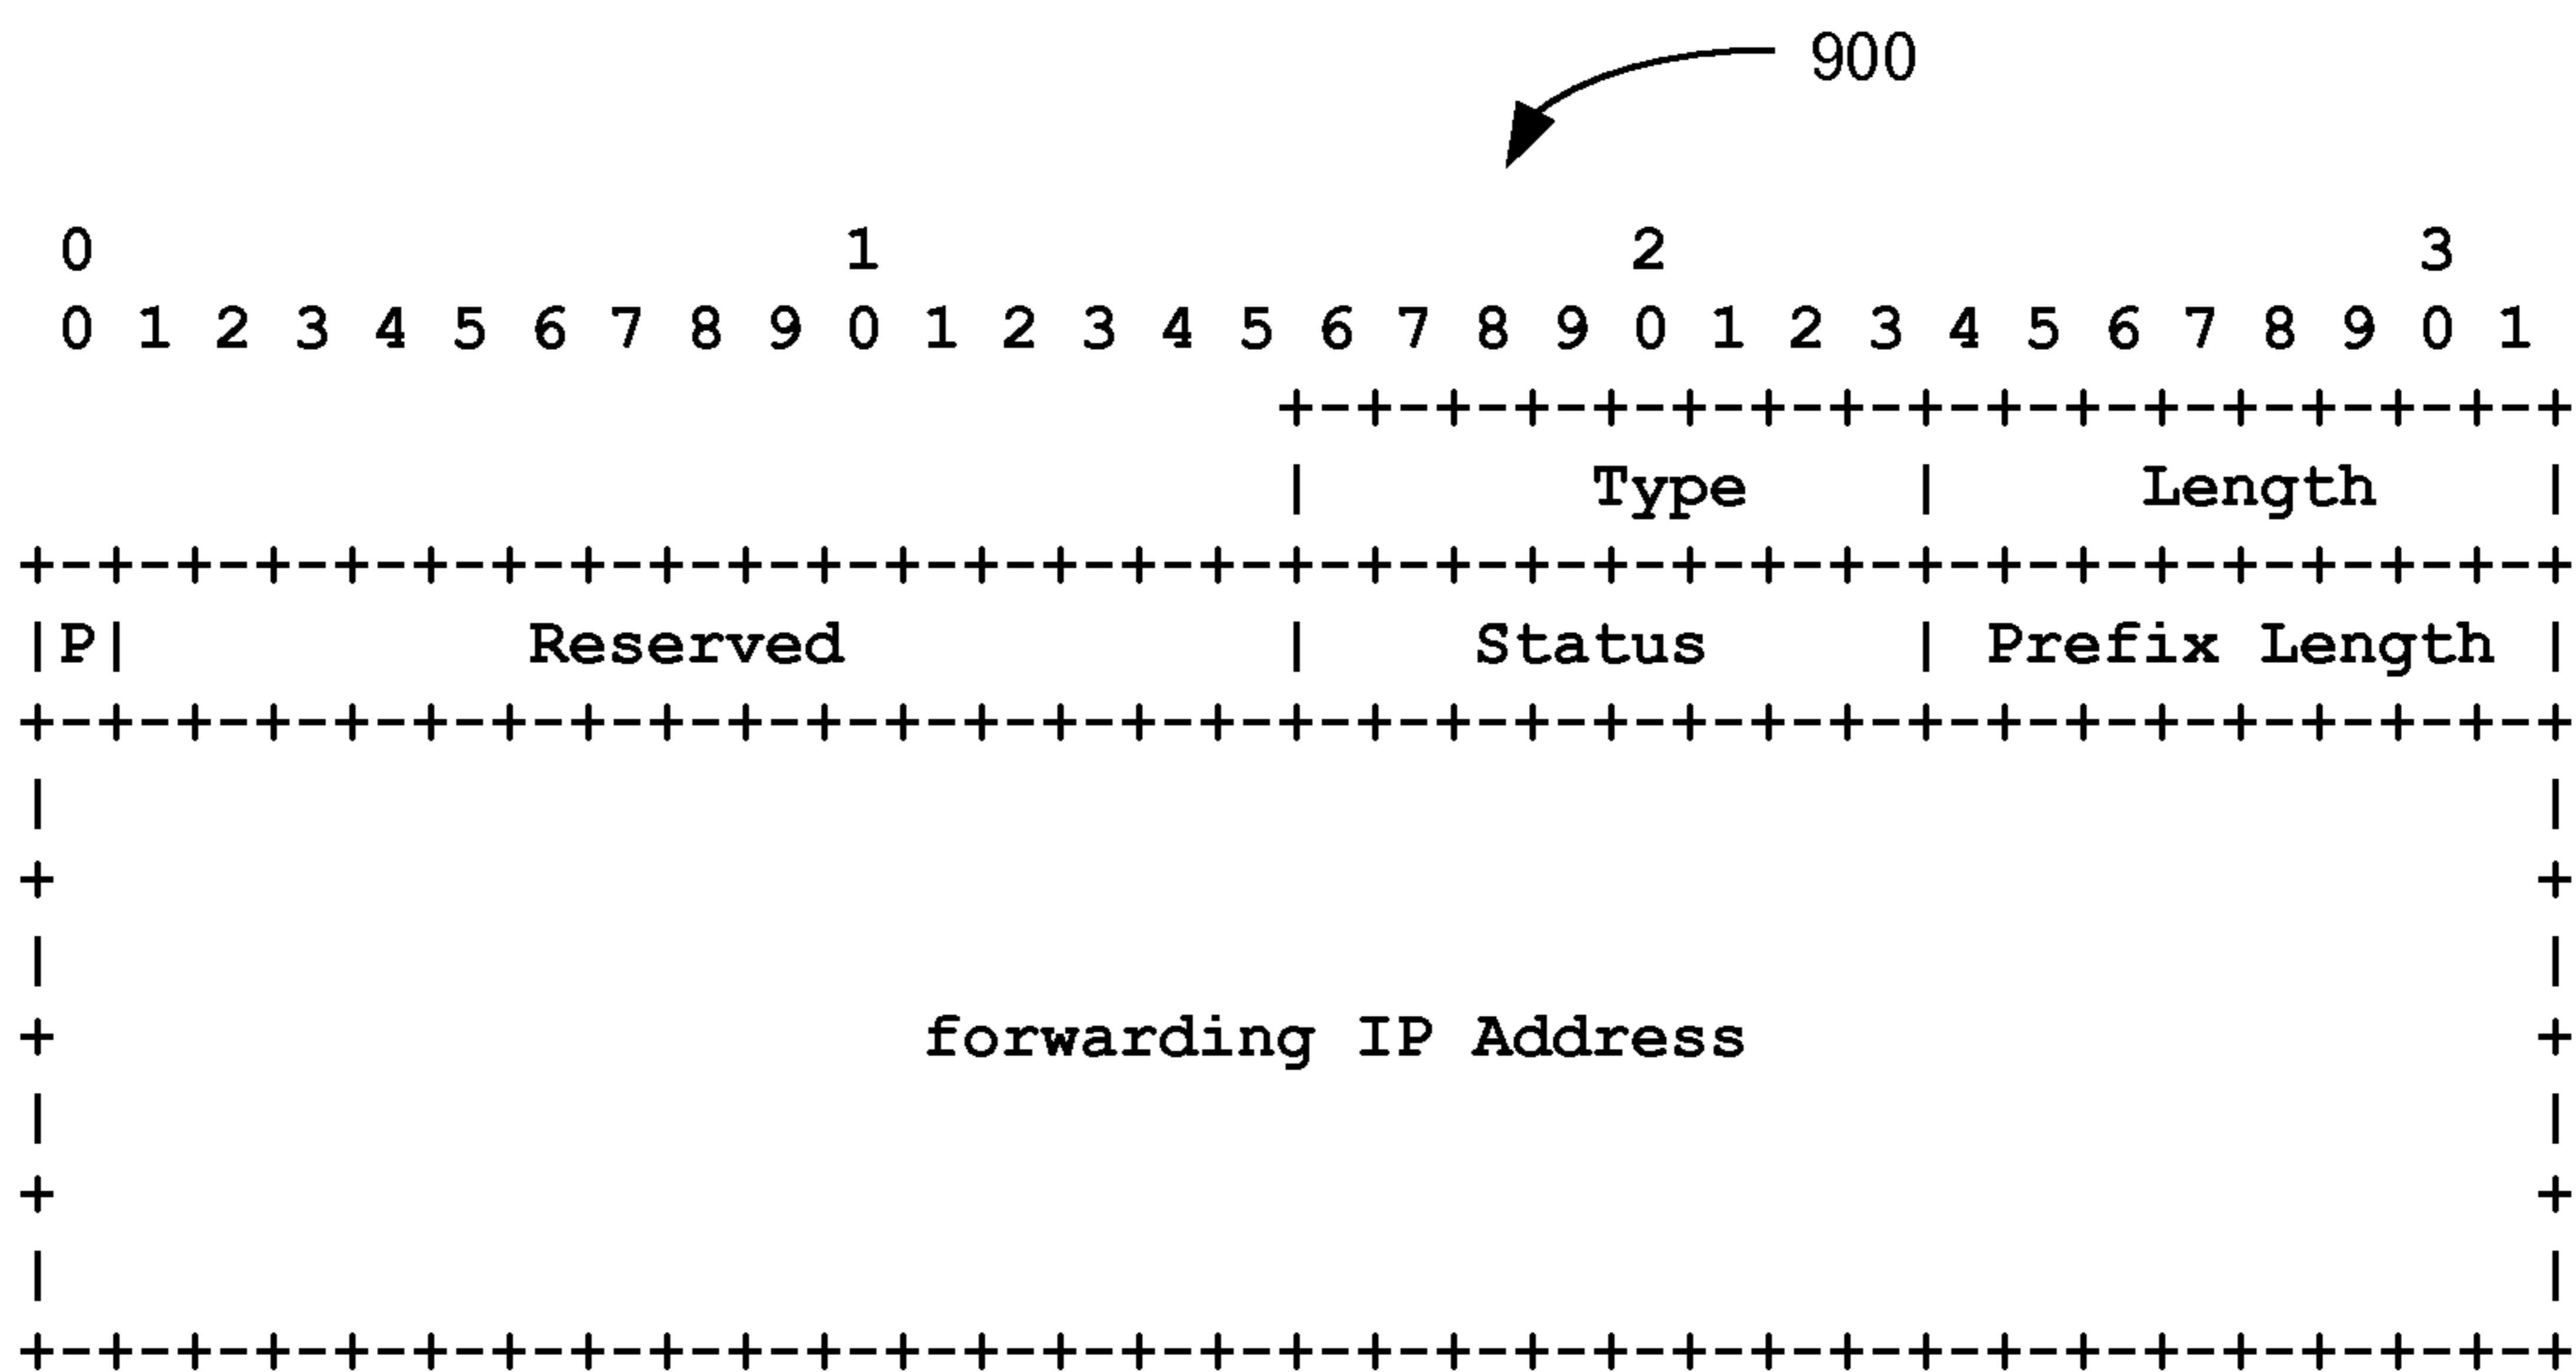 900
0 1 2 3
0 1 2 3 4 5 6 7 8 9 0 1 2 3 4 5 6 7 8 9 0 1 2 3 4 5 6 7 8 9 0 1
+-+-+-+-+-+-+-+-+-+-+-+-+-+-+-+-+
| Type | Length |
+-+-+-+-+-+-+-+-+-+-+-+-+-+-+-+-+-+-+-+-+-+-+-+-+-+-+-+-+-+-+-+-+
|P| Reserved | Status | Prefix Length |
+-+-+-+-+-+-+-+-+-+-+-+-+-+-+-+-+-+-+-+-+-+-+-+-+-+-+-+-+-+-+-+-+
| |
+ +
| |
+ forwarding IP Address +
| |
+ +
| |
+-+-+-+-+-+-+-+-+-+-+-+-+-+-+-+-+-+-+-+-+-+-+-+-+-+-+-+-+-+-+-+-+